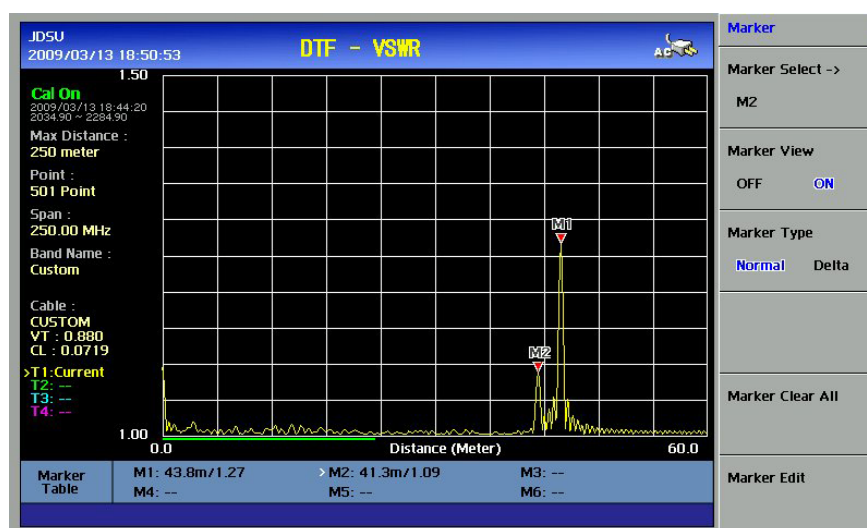 JDSU
2009/03/13 18:50:53
DTF - VSWR
AC
Marker
Marker Select ->
M2
Marker View
OFF ON
Marker Type
Normal Delta
Marker Clear All
Marker Edit
1.50
Cal On
2009/03/13 18:44:20
2034.90 ~ 2284.90
Max Distance :
250 meter
Point :
501 Point
Span :
250.00 MHz
Band Name :
Custom
Cable :
CUSTOM
VT : 0.880
CL : 0.0719
>T1:Current
T2: --
T3: --
T4: --
1.00
M1
M2
0.0 Distance (Meter) 60.0
Marker Table
M1: 43.8m/1.27 >M2: 41.3m/1.09 M3: --
M4: -- M5: -- M6: --